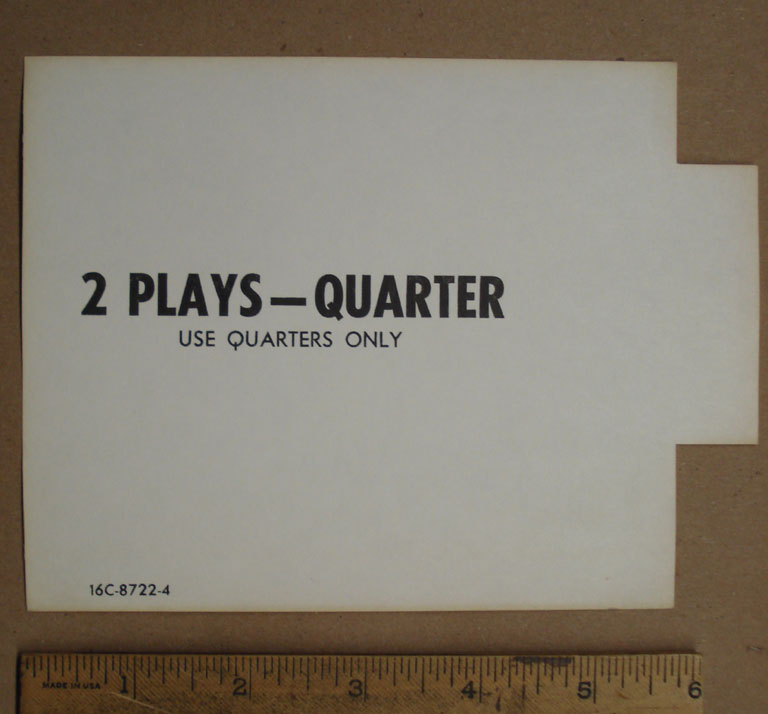 2 PLAYS—QUARTER
USE QUARTERS ONLY
16C-8722-4
MADE IN USA 1 2 3 4 5 6